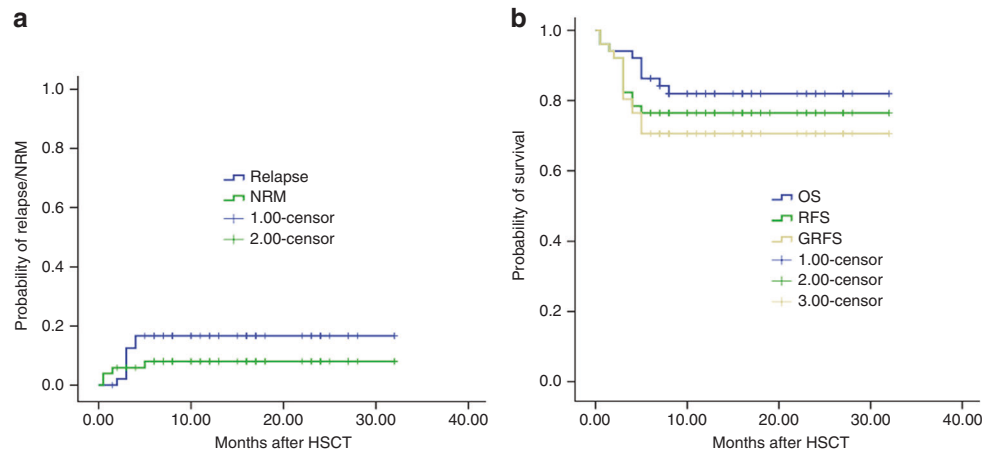 a
Probability of relapse/NRM
1.0
0.8
0.6
0.4
0.2
0.0
Relapse
NRM
1.00-censor
2.00-censor
0.00
10.00
20.00
30.00
40.00
Months after HSCT
b
Probability of survival
1.0
0.8
0.6
0.4
0.2
0.0
OS
RFS
GRFS
1.00-censor
2.00-censor
3.00-censor
0.00
10.00
20.00
30.00
40.00
Months after HSCT